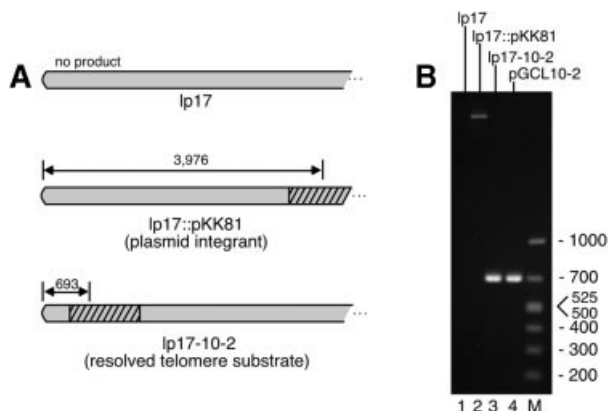 A
no product
...
lp17
3,976
...
lp17::pKK81
(plasmid integrant)
693
...
lp17-10-2
(resolved telomere substrate)
B
lp17
lp17::pKK81
lp17-10-2
pGCL10-2
- 1000
- 700
525
500
- 400
- 300
- 200
1 2 3 4 M